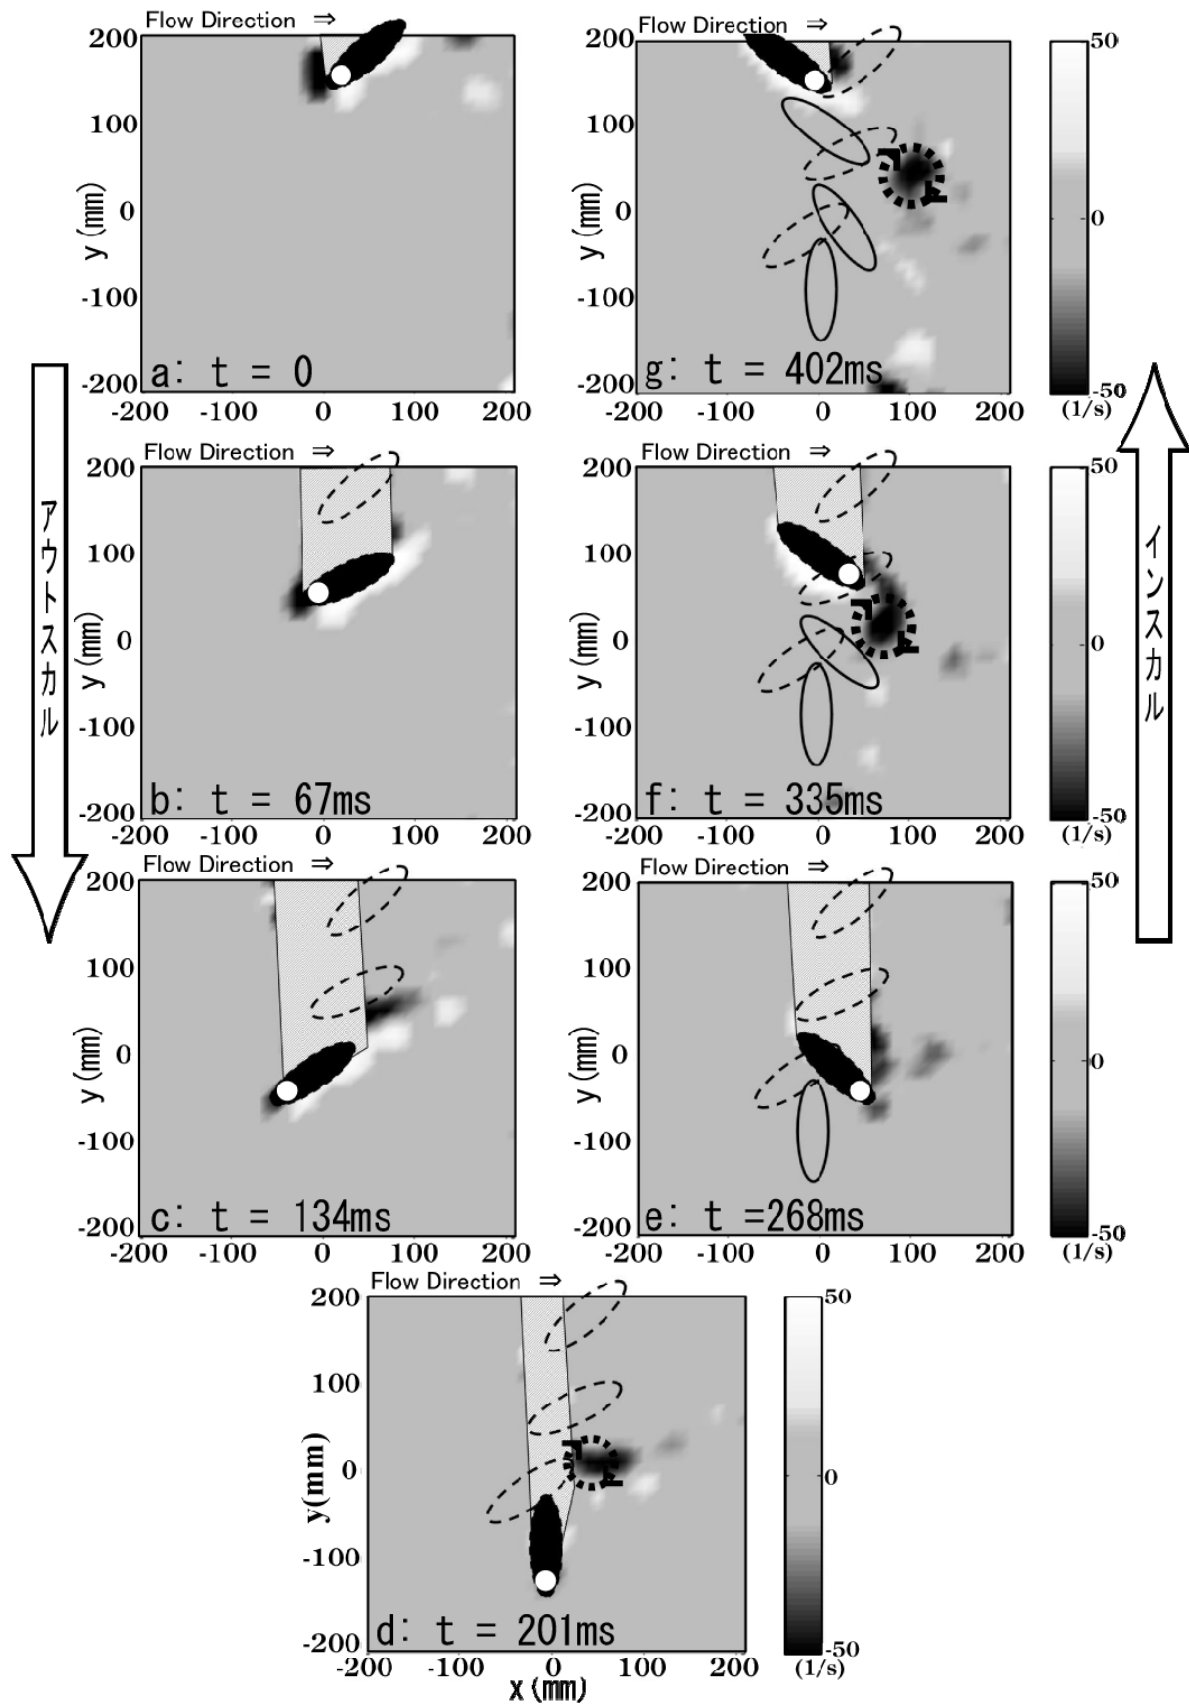 Flow Direction ⇒
200
100
0
-100
-200
y(mm)
a: t = 0
-200 -100 0 100 200
Flow Direction ⇒
200
100
0
-100
-200
y(mm)
g: t = 402ms
-200 -100 0 100 200
50
0
-50
(1/s)
アウトスカル
インスカル
Flow Direction ⇒
200
100
0
-100
-200
y(mm)
b: t = 67ms
-200 -100 0 100 200
Flow Direction ⇒
200
100
0
-100
-200
y(mm)
f: t = 335ms
-200 -100 0 100 200
50
0
-50
(1/s)
Flow Direction ⇒
200
100
0
-100
-200
y(mm)
c: t = 134ms
-200 -100 0 100 200
Flow Direction ⇒
200
100
0
-100
-200
y(mm)
e: t =268ms
-200 -100 0 100 200
50
0
-50
(1/s)
Flow Direction ⇒
200
100
0
-100
-200
y(mm)
d: t = 201ms
-200 -100 0 100 200
x(mm)
50
0
-50
(1/s)